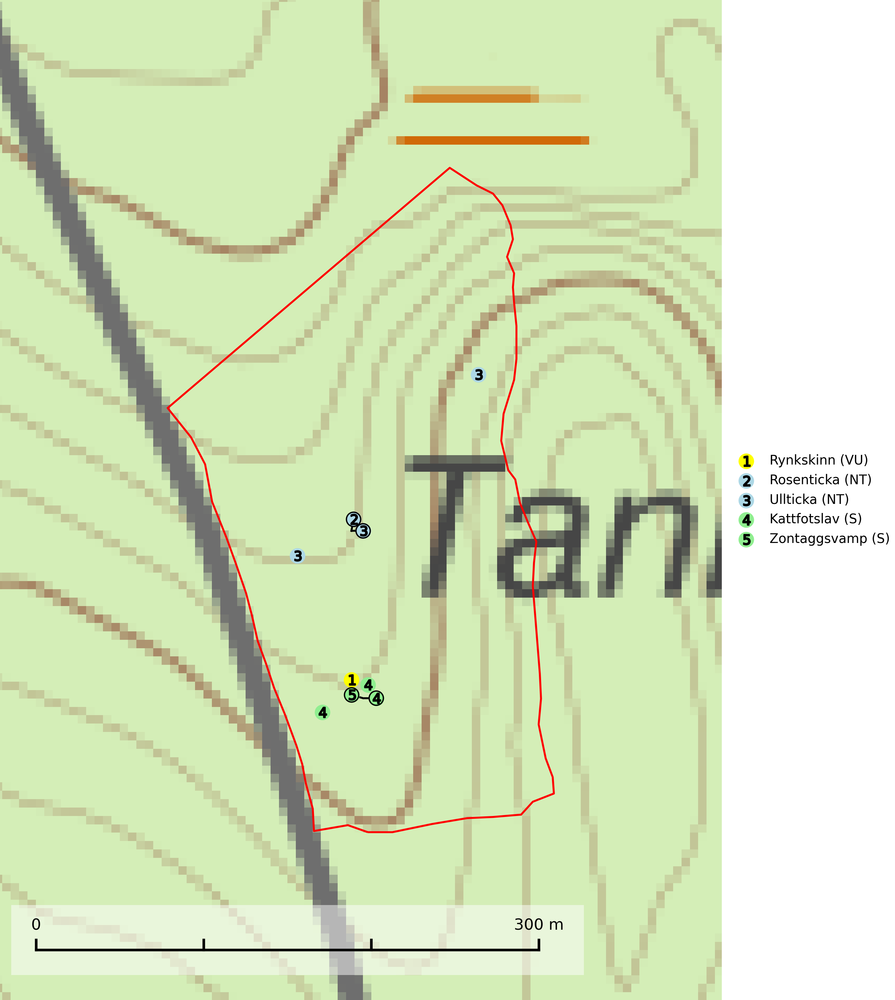 3
Tan
2
3
3
1
4
5
4
4
0 300 m
1 Rynkskinn (VU)
2 Rosenticka (NT)
3 Ullticka (NT)
4 Kattfotslav (S)
5 Zontaggsvamp (S)